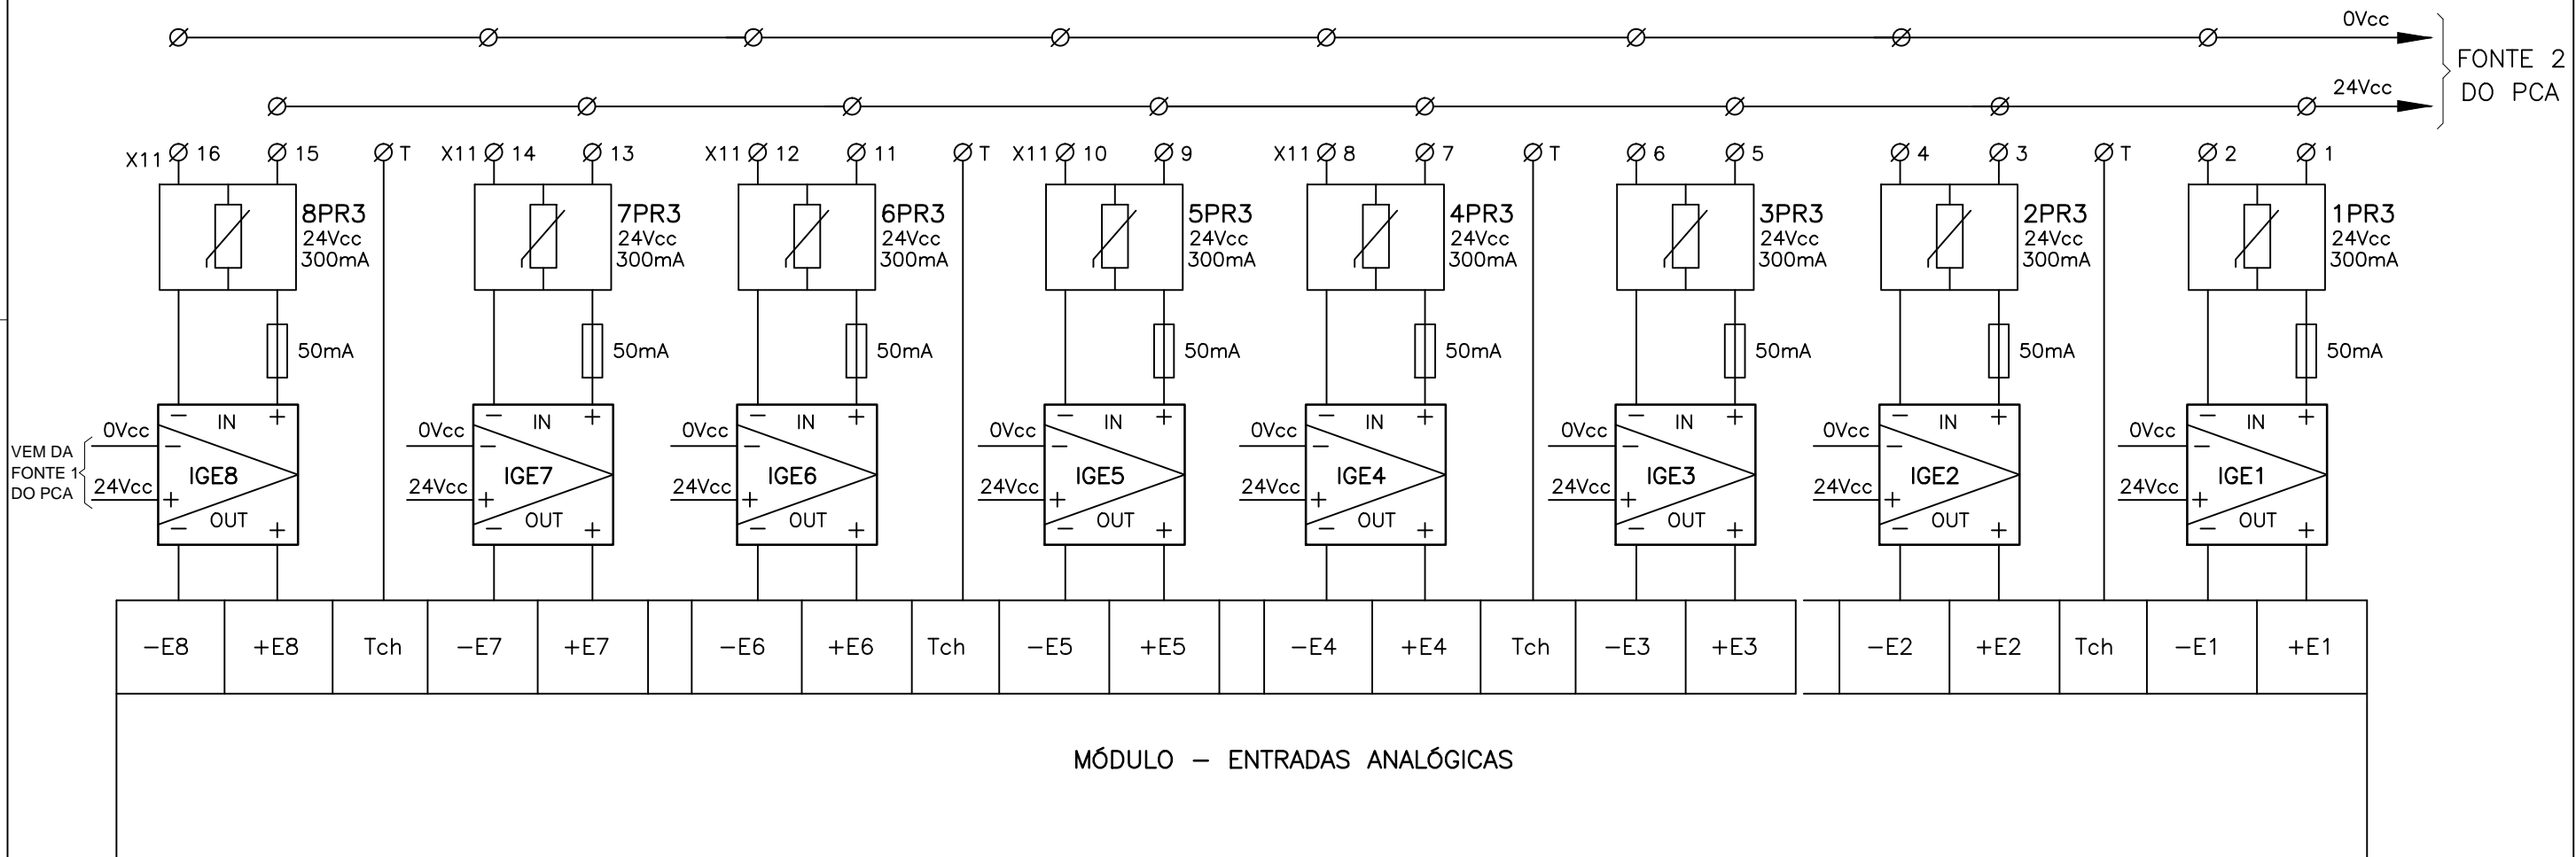 0Vcc
FONTE 2
24Vcc
DO PCA
X11 16 15 T X11 14 13 X11 12 11 T X11 10 9 X11 8 7 T 6 5 4 3 T 2 1
8PR3 7PR3 6PR3 5PR3 4PR3 3PR3 2PR3 1PR3
24Vcc 24Vcc 24Vcc 24Vcc 24Vcc 24Vcc 24Vcc 24Vcc
300mA 300mA 300mA 300mA 300mA 300mA 300mA 300mA
50mA 50mA 50mA 50mA 50mA 50mA 50mA 50mA
− IN + − IN + − IN + − IN + − IN + − IN + − IN + − IN +
0Vcc − 0Vcc − 0Vcc − 0Vcc − 0Vcc − 0Vcc − 0Vcc − 0Vcc −
VEM DA
FONTE 1
DO PCA
IGE8 IGE7 IGE6 IGE5 IGE4 IGE3 IGE2 IGE1
24Vcc + 24Vcc + 24Vcc + 24Vcc + 24Vcc + 24Vcc + 24Vcc + 24Vcc +
− OUT + − OUT + − OUT + − OUT + − OUT + − OUT + − OUT + − OUT +
−E8 +E8 Tch −E7 +E7 −E6 +E6 Tch −E5 +E5 −E4 +E4 Tch −E3 +E3 −E2 +E2 Tch −E1 +E1
MÓDULO − ENTRADAS ANALÓGICAS